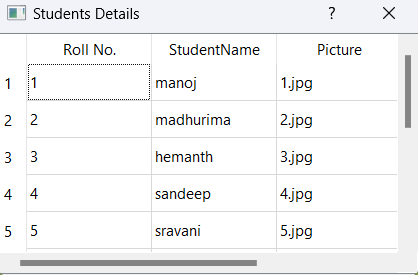 Students Details ? ×
Roll No. StudentName Picture
1 1 manoj 1.jpg
2 2 madhurima 2.jpg
3 3 hemanth 3.jpg
4 4 sandeep 4.jpg
5 5 sravani 5.jpg